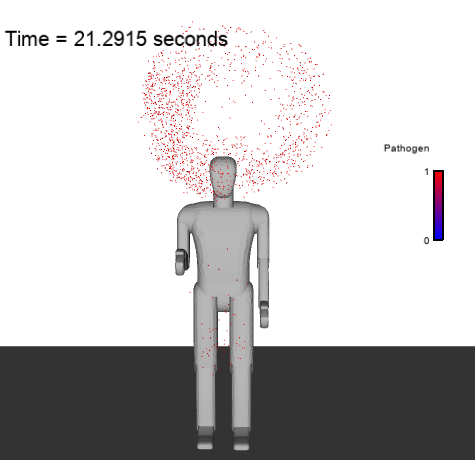 Time = 21.2915 seconds
Pathogen
1
0